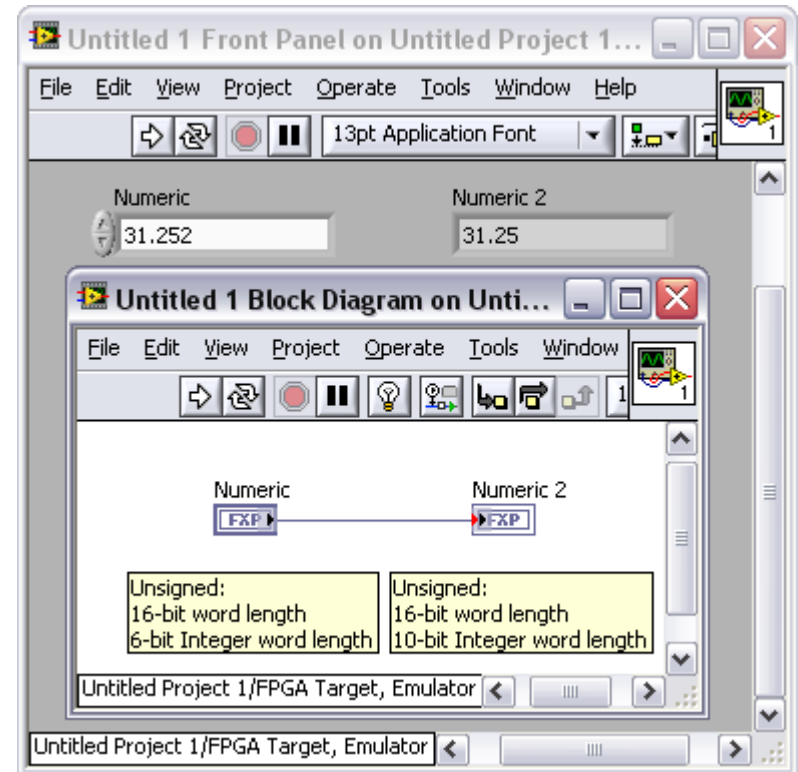 Untitled 1 Front Panel on Untitled Project 1...
File Edit View Project Operate Tools Window Help
13pt Application Font
1
Numeric Numeric 2
31.252 31.25
Untitled 1 Block Diagram on Unti...
File Edit View Project Operate Tools Window
1
1
Numeric Numeric 2
FXP FXP
Unsigned: Unsigned:
16-bit word length 16-bit word length
6-bit Integer word length 10-bit Integer word length
Untitled Project 1/FPGA Target, Emulator
Untitled Project 1/FPGA Target, Emulator